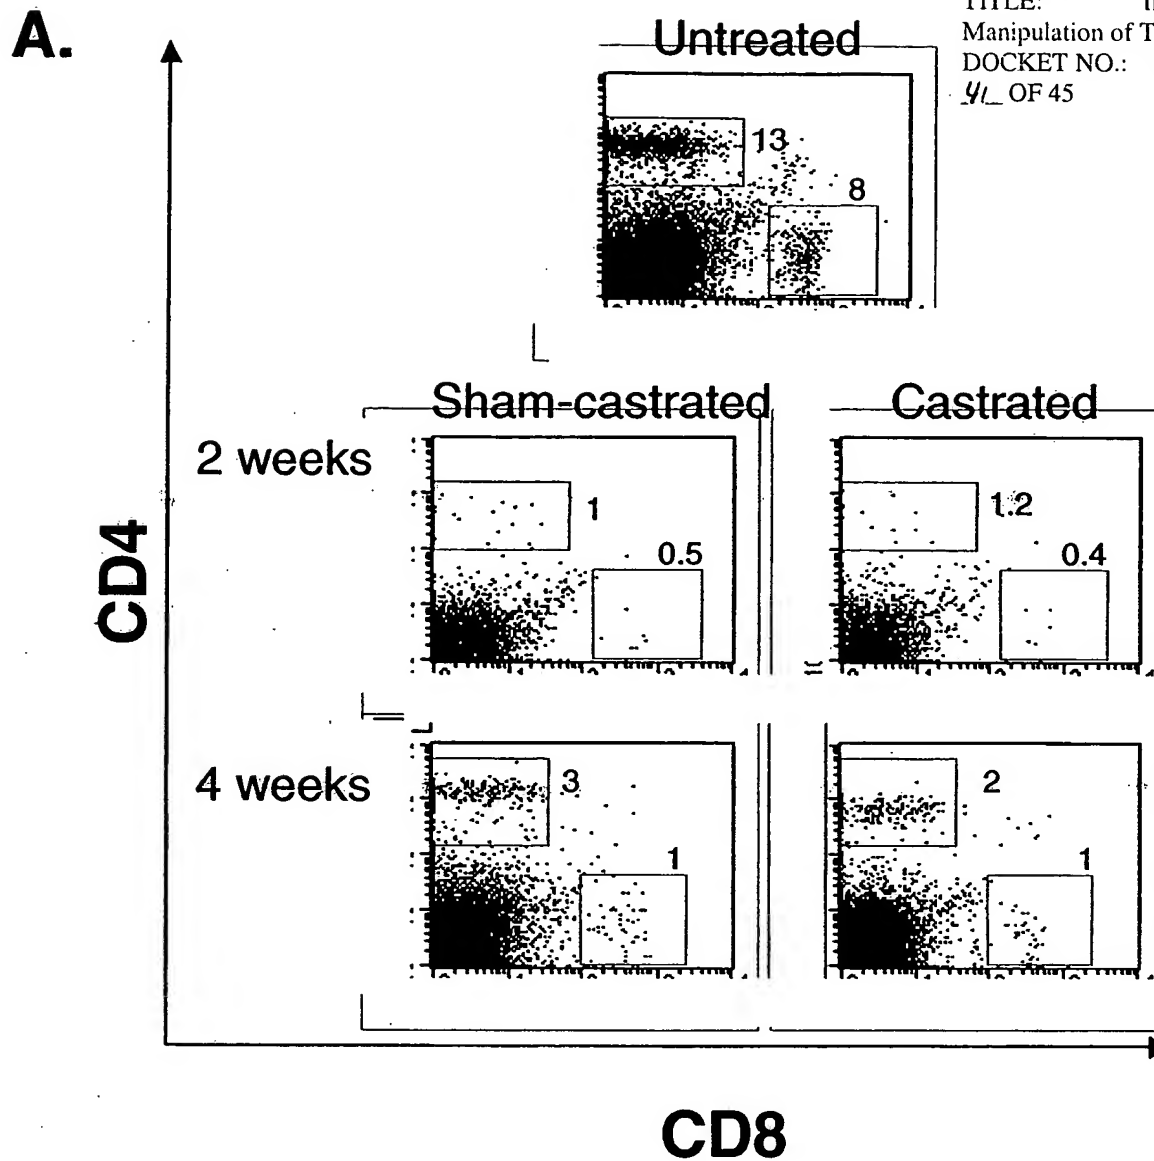 A.
TITLE:
Manipulation of T
DOCKET NO.:
41 OF 45
Untreated
13
8
Sham-castrated
Castrated
2 weeks
1
0.5
1.2
0.4
4 weeks
3
1
2
1
CD4
CD8